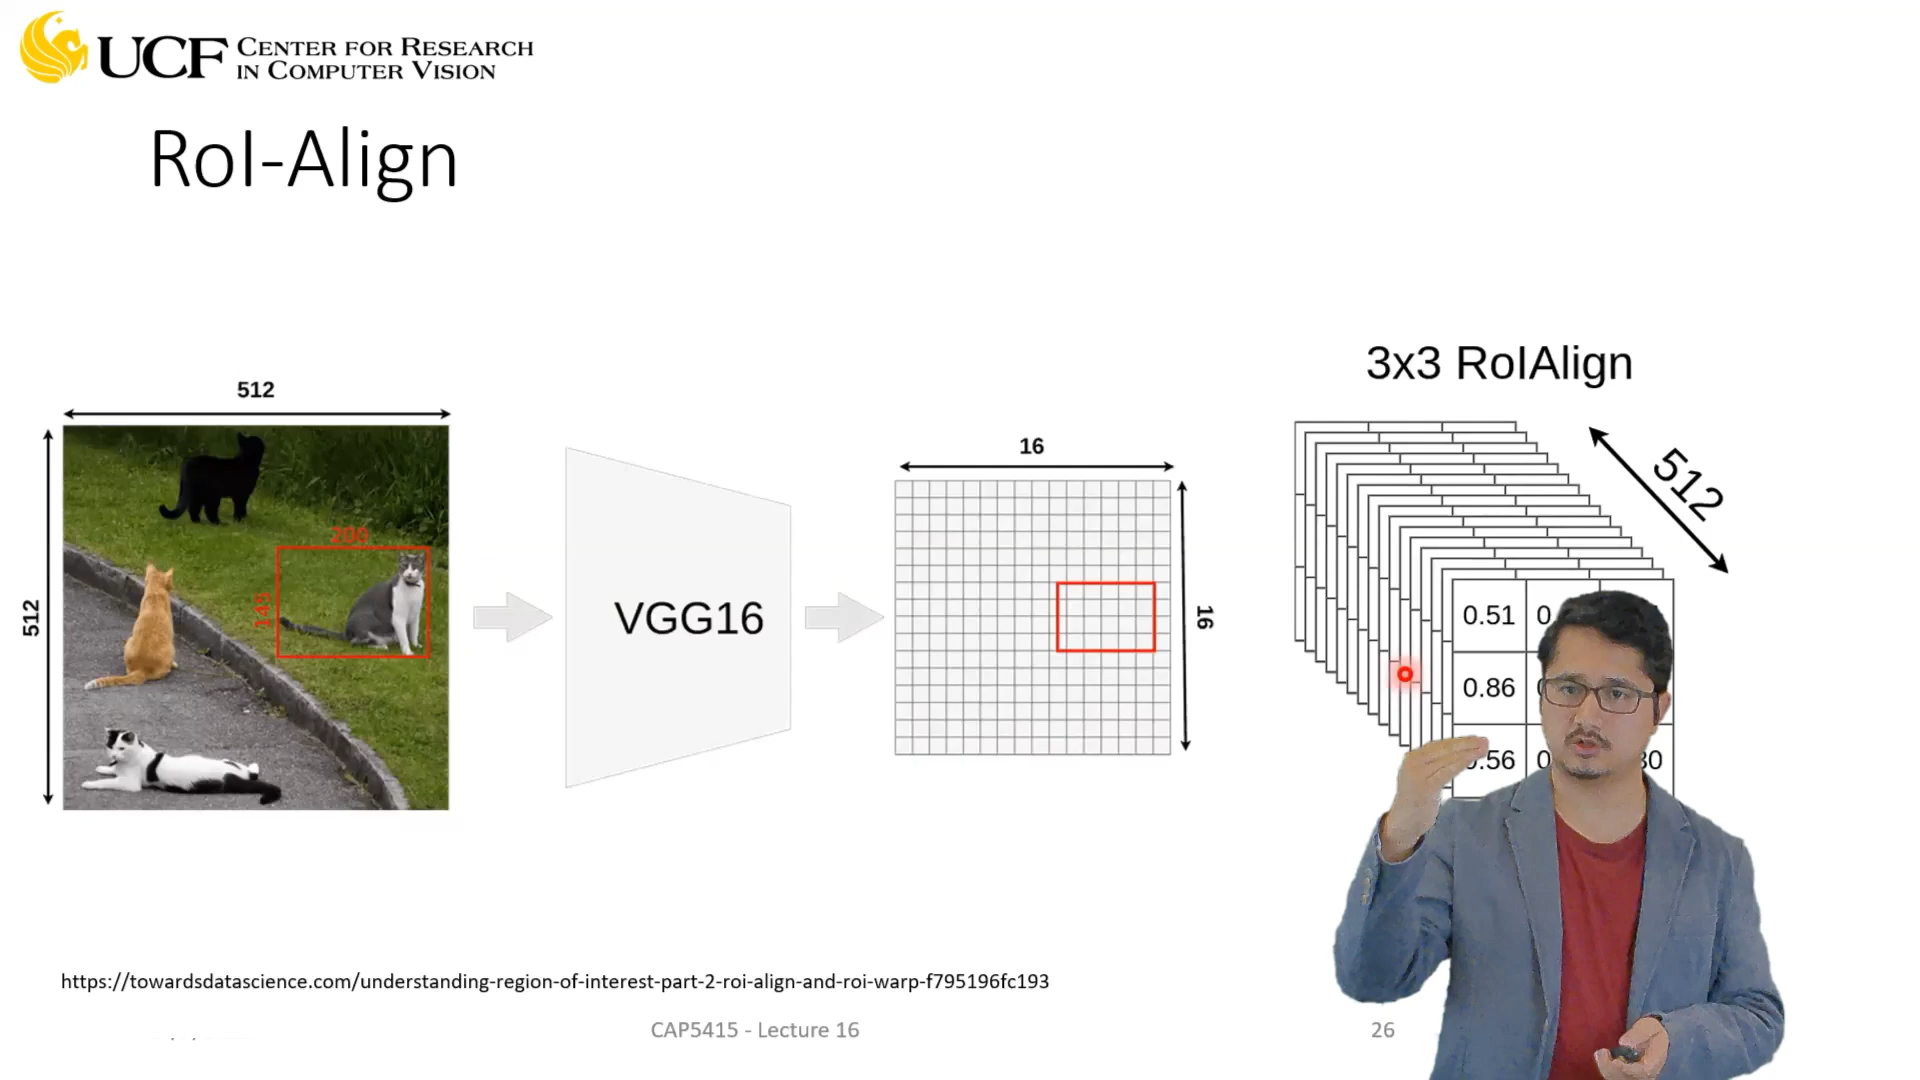 UCF CENTER FOR RESEARCH
IN COMPUTER VISION
RoI-Align
3x3 RoIAlign
512
512
16
512
200
145
VGG16
16
0.51
0.86
0.56
https://towardsdatascience.com/understanding-region-of-interest-part-2-roi-align-and-roi-warp-f795196fc193
CAP5415 - Lecture 16
26